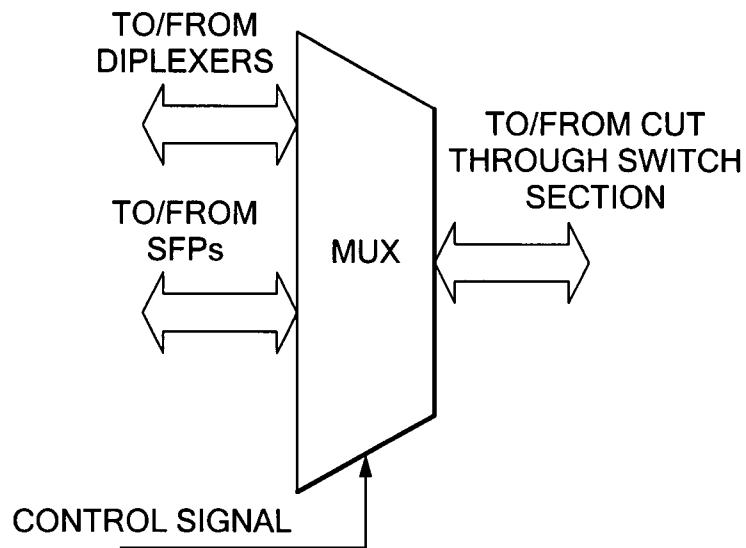 TO/FROM
DIPLEXERS
TO/FROM CUT
THROUGH SWITCH
SECTION
TO/FROM
SFPs
MUX
CONTROL SIGNAL